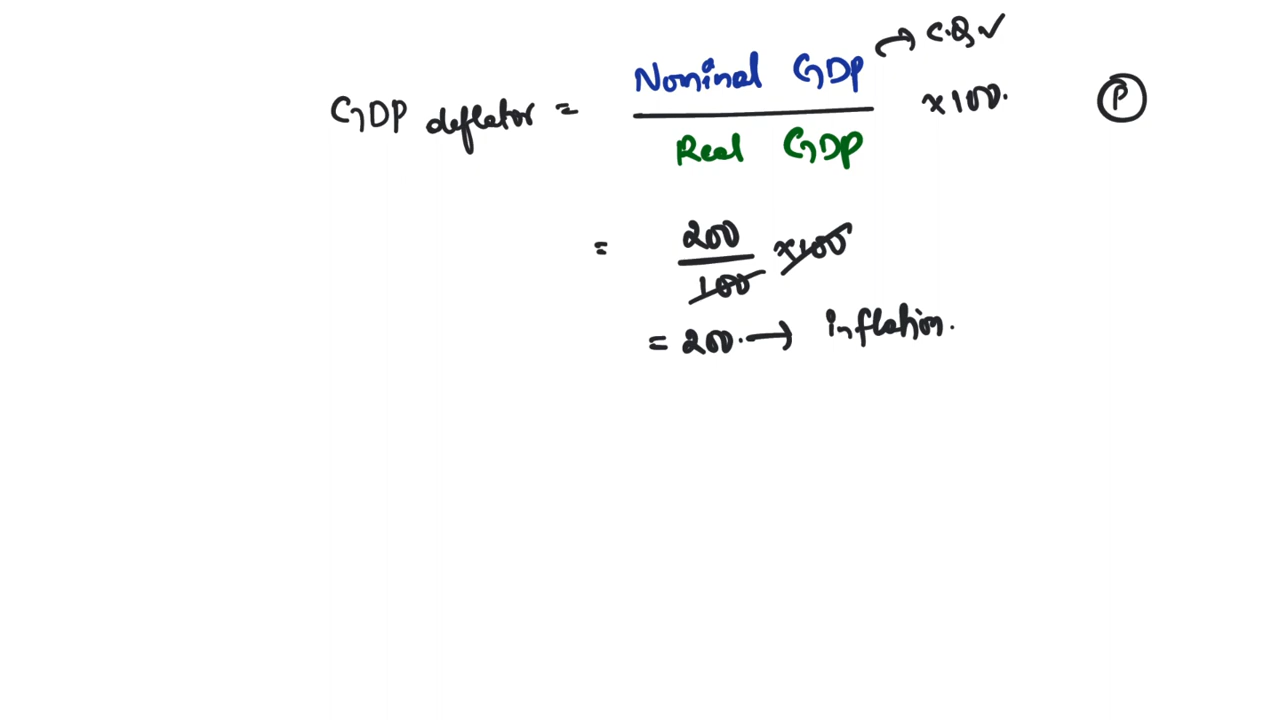 C.Q ✓
GDP deflator = Nominal GDP / Real GDP ×100. P
= 200 / 100 ×100
= 200. → inflation.